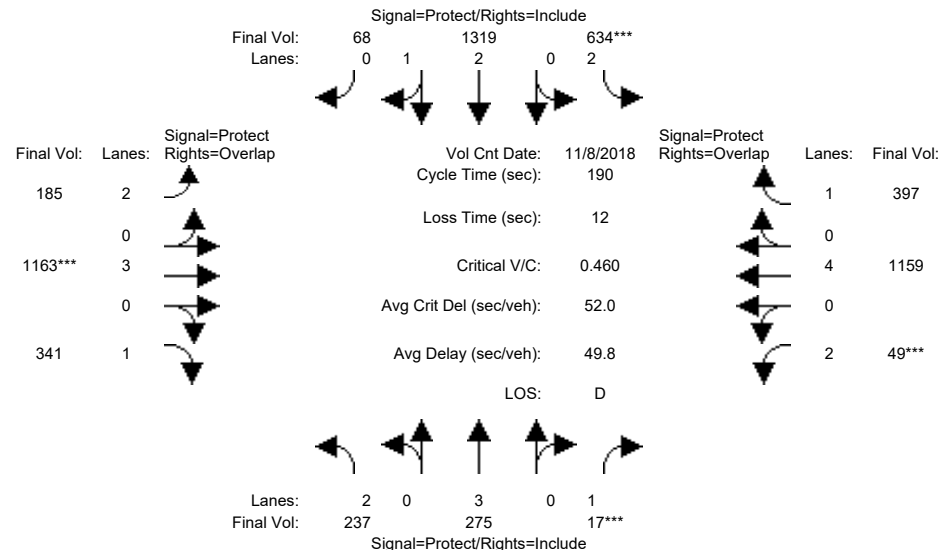 Signal=Protect/Rights=Include
Final Vol: 68 1319 634***
Lanes: 0 1 2 0 2
Signal=Protect Signal=Protect
Final Vol: Lanes: Rights=Overlap Vol Cnt Date: 11/8/2018 Rights=Overlap Lanes: Final Vol:
Cycle Time (sec): 190
185 2 1 397
Loss Time (sec): 12
0 0
1163*** 3 Critical V/C: 0.460 4 1159
0 Avg Crit Del (sec/veh): 52.0 0
341 1 Avg Delay (sec/veh): 49.8 2 49***
LOS: D
Lanes: 2 0 3 0 1
Final Vol: 237 275 17***
Signal=Protect/Rights=Include